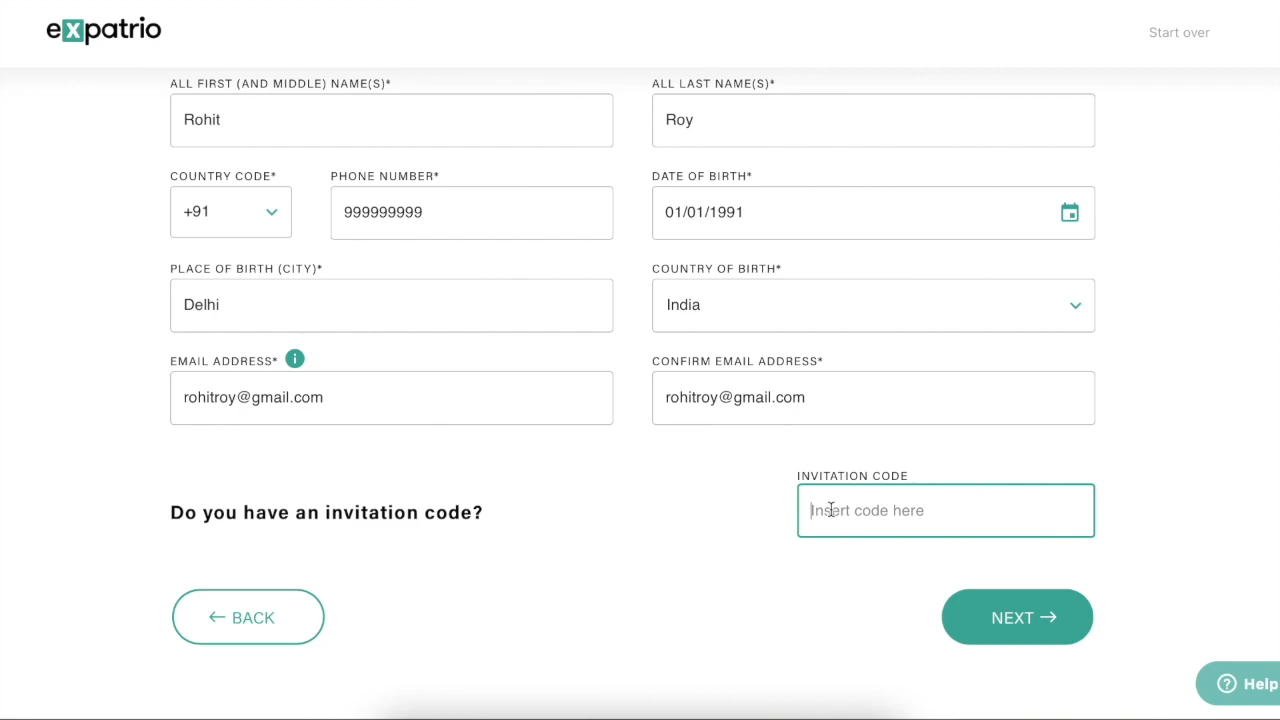 expatrio
Start over
ALL FIRST (AND MIDDLE) NAME(S)*
ALL LAST NAME(S)*
Rohit
Roy
COUNTRY CODE*
PHONE NUMBER*
DATE OF BIRTH*
+91
999999999
01/01/1991
PLACE OF BIRTH (CITY)*
COUNTRY OF BIRTH*
Delhi
India
EMAIL ADDRESS*
i
CONFIRM EMAIL ADDRESS*
rohitroy@gmail.com
rohitroy@gmail.com
INVITATION CODE
Do you have an invitation code?
Insert code here
← BACK
NEXT →
? Help